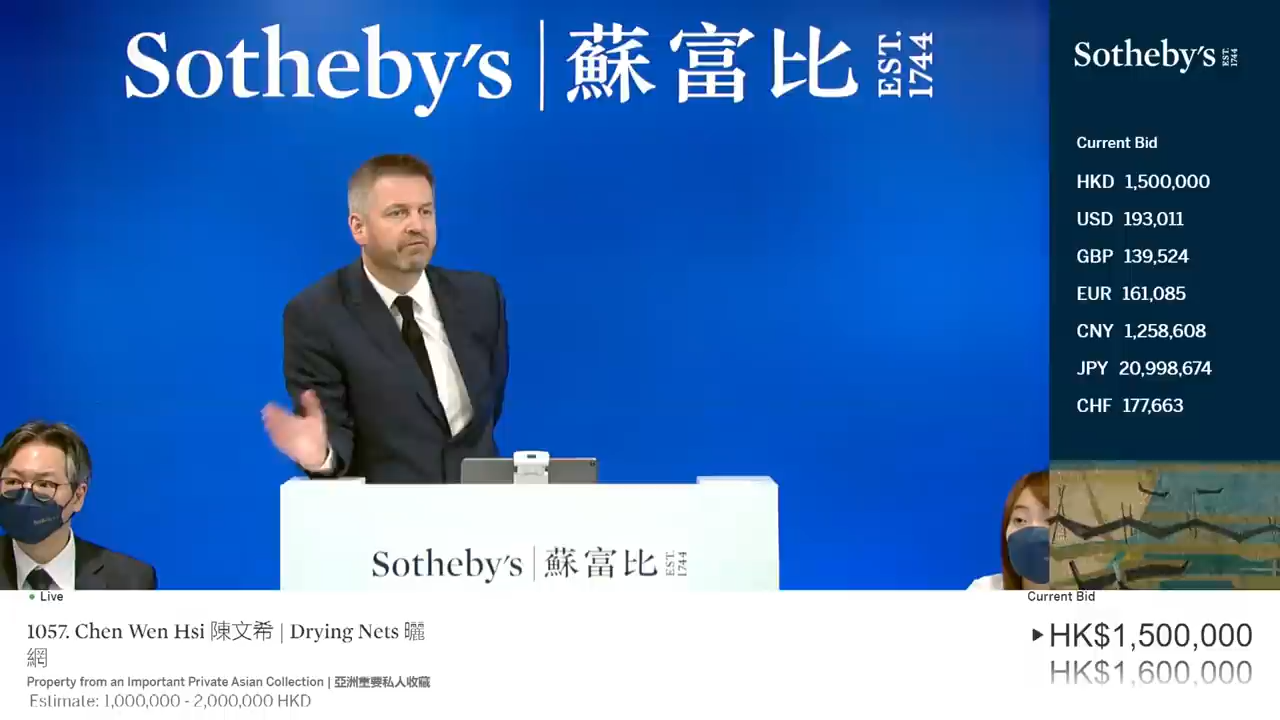 Sotheby's | 蘇富比 EST. 1744
Sotheby's EST. 1744
Current Bid
HKD 1,500,000
USD 193,011
GBP 139,524
EUR 161,085
CNY 1,258,608
JPY 20,998,674
CHF 177,663
Sotheby's | 蘇富比 EST. 1744
Live
1057. Chen Wen Hsi 陳文希 | Drying Nets 曬
網
Property from an Important Private Asian Collection | 亞洲重要私人收藏
Estimate: 1,000,000 - 2,000,000 HKD
Current Bid
HK$1,500,000
HK$1,600,000